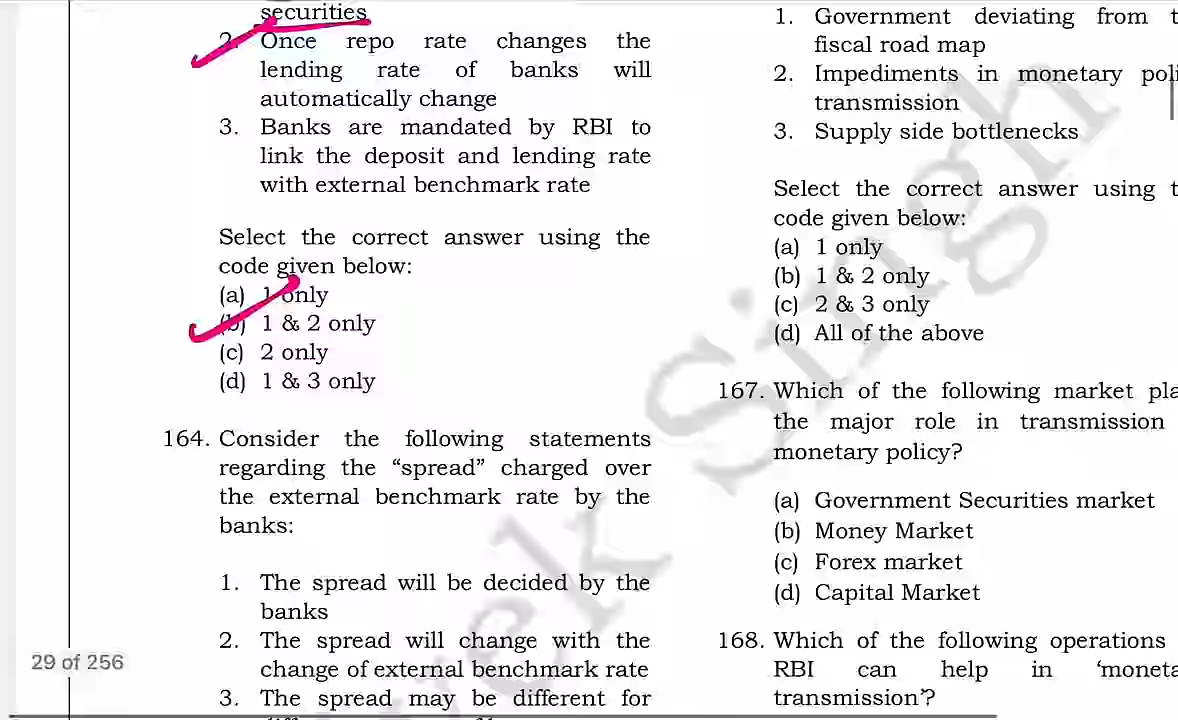 securities
2. Once repo rate changes the
lending rate of banks will
automatically change
3. Banks are mandated by RBI to
link the deposit and lending rate
with external benchmark rate
Select the correct answer using the
code given below:
(a) 1 only
(b) 1 & 2 only
(c) 2 only
(d) 1 & 3 only
164. Consider the following statements
regarding the “spread” charged over
the external benchmark rate by the
banks:
1. The spread will be decided by the
banks
2. The spread will change with the
change of external benchmark rate
3. The spread may be different for
29 of 256
1. Government deviating from t
fiscal road map
2. Impediments in monetary poli
transmission
3. Supply side bottlenecks
Select the correct answer using t
code given below:
(a) 1 only
(b) 1 & 2 only
(c) 2 & 3 only
(d) All of the above
167. Which of the following market pla
the major role in transmission
monetary policy?
(a) Government Securities market
(b) Money Market
(c) Forex market
(d) Capital Market
168. Which of the following operations
RBI can help in ‘moneta
transmission’?
ek Singh